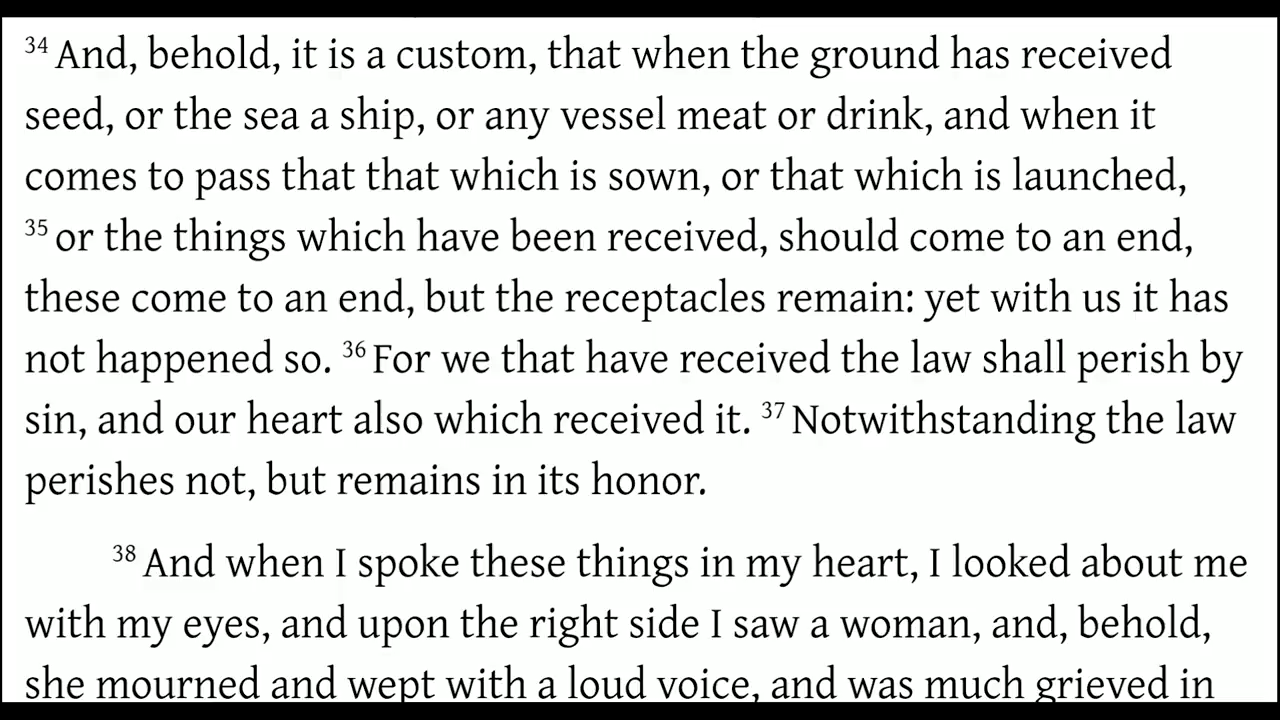 34 And, behold, it is a custom, that when the ground has received
seed, or the sea a ship, or any vessel meat or drink, and when it
comes to pass that that which is sown, or that which is launched,
35 or the things which have been received, should come to an end,
these come to an end, but the receptacles remain: yet with us it has
not happened so. 36 For we that have received the law shall perish by
sin, and our heart also which received it. 37 Notwithstanding the law
perishes not, but remains in its honor.
38 And when I spoke these things in my heart, I looked about me
with my eyes, and upon the right side I saw a woman, and, behold,
she mourned and wept with a loud voice, and was much grieved in